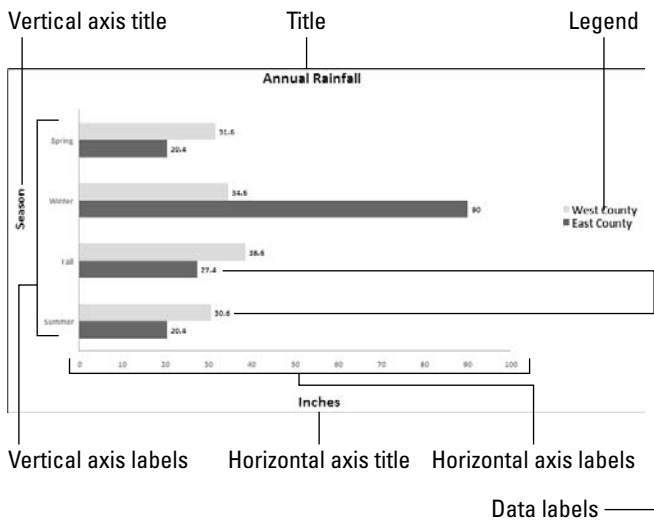 Vertical axis title Title Legend
Annual Rainfall
Spring
31.6
20.4
Winter
34.6
90
Season
West County
East County
Fall
38.6
27.4
Summer
30.6
20.4
0 10 20 30 40 50 60 70 80 90 100
Inches
Vertical axis labels Horizontal axis title Horizontal axis labels
Data labels